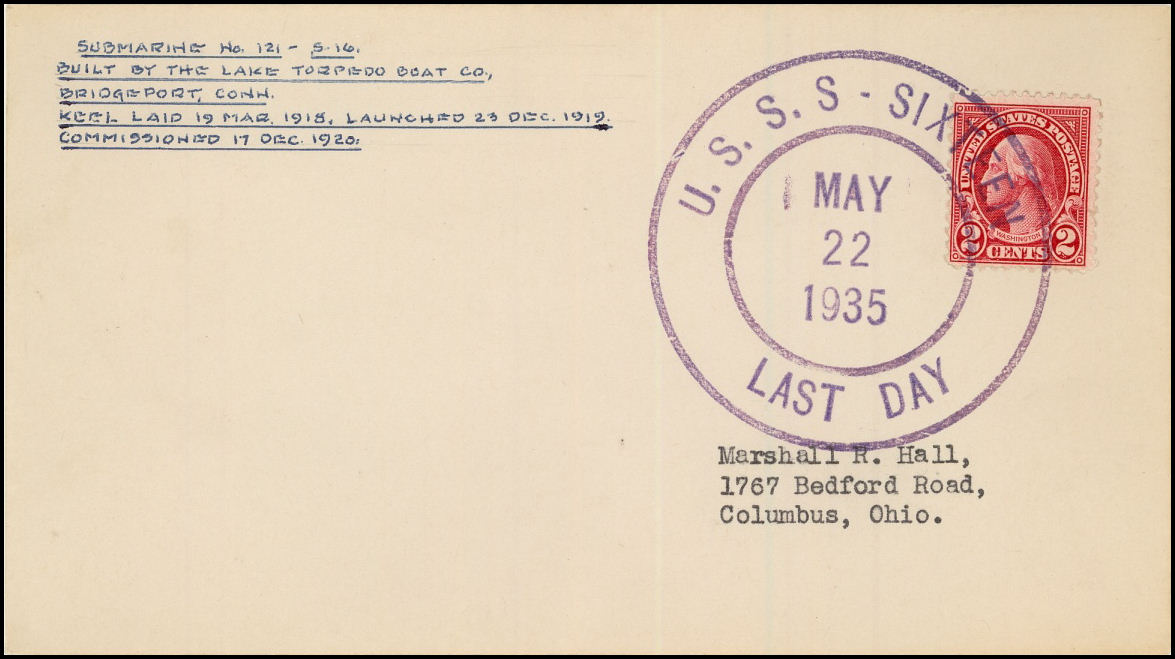 SUBMARINE No. 121 - S-16.
BUILT BY THE LAKE TORPEDO BOAT CO.,
BRIDGEPORT, CONN.
KEEL LAID 19 MAR. 1918, LAUNCHED 23 DEC. 1919.
COMMISSIONED 17 DEC. 1920.
U. S. S. S - SIXTEEN
MAY
22
1935
LAST DAY
UNITED STATES POSTAGE
WASHINGTON
2 CENTS 2
Marshall R. Hall,
1767 Bedford Road,
Columbus, Ohio.